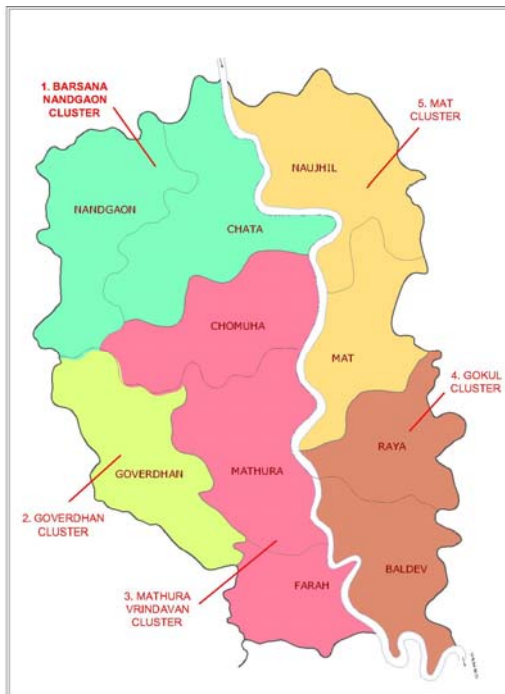 1. BARSANA
NANDGAON
CLUSTER
5. MAT
CLUSTER
NAUJHIL
NANDGAON
CHATA
CHOMUHA
MAT
4. GOKUL
CLUSTER
RAYA
GOVERDHAN
MATHURA
2. GOVERDHAN
CLUSTER
BALDEV
FARAH
3. MATHURA
VRINDAVAN
CLUSTER